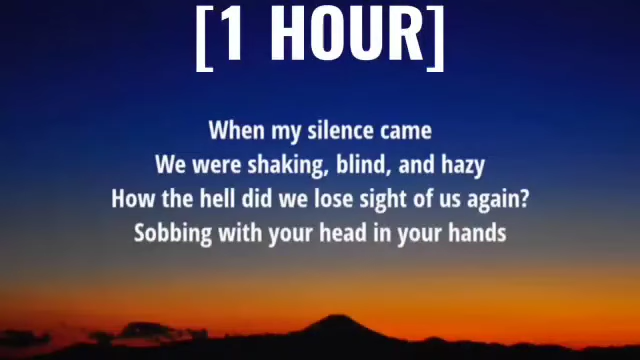 [1 HOUR]
When my silence came
We were shaking, blind, and hazy
How the hell did we lose sight of us again?
Sobbing with your head in your hands